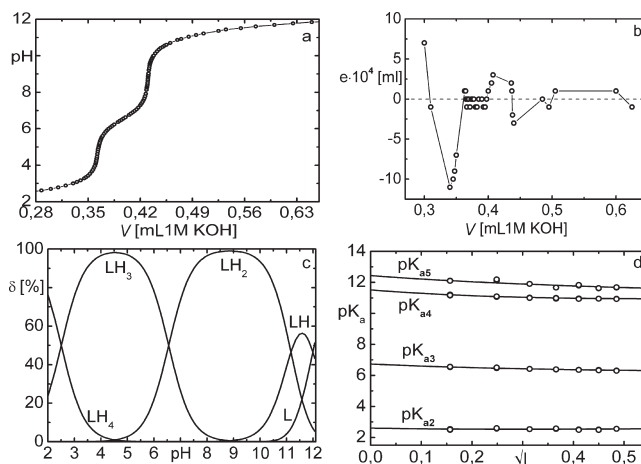 a
pH
12
10
8
6
4
2
0,28 0,35 0,42 0,49 0,56 0,63
V [mL1M KOH]
b
e·10⁴ [ml]
5
0
-5
-10
0,3 0,4 0,5 0,6
V [mL1M KOH]
c
δ [%]
100
80
60
40
20
0
LH₃
LH₂
LH
LH₄
L
2 3 4 5 6 7 8 9 10 11 12
pH
d
pKₐ
14
12
10
8
6
4
2
pKₐ₅
pKₐ₄
pKₐ₃
pKₐ₂
0,0 0,1 0,2 0,3 0,4 0,5
√I